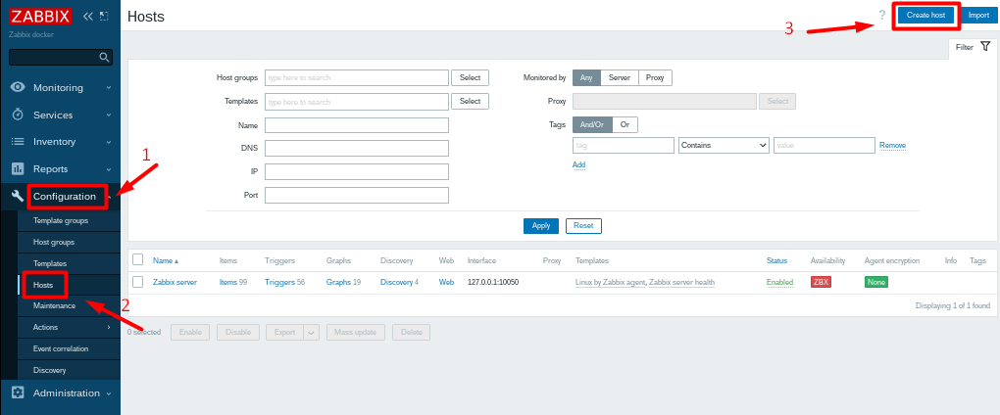 ZABBIX
Zabbix docker
Monitoring
Services
Inventory
Reports
Configuration
Template groups
Host groups
Templates
Hosts
Maintenance
Actions
Event correlation
Discovery
Administration
1
2
Hosts
3
? Create host Import
Filter
Host groups type here to search Select
Templates type here to search Select
Name
DNS
IP
Port
Monitored by Any Server Proxy
Proxy Select
Tags And/Or Or
tag Contains value Remove
Add
Apply Reset
Name Items Triggers Graphs Discovery Web Interface Proxy Templates Status Availability Agent encryption Info Tags
Zabbix server Items 99 Triggers 56 Graphs 19 Discovery 4 Web 127.0.0.1:10050 Linux by Zabbix agent, Zabbix server health Enabled ZBX None
Displaying 1 of 1 found
0 selected Enable Disable Export Mass update Delete